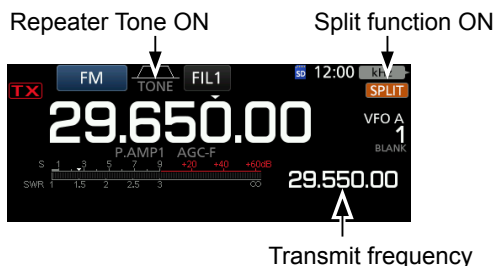 Repeater Tone ON Split function ON
FM TONE FIL1 SD 12:00 kHz
TX SPLIT
29.650.00 VFO A
1
P.AMP1 AGC-F BLANK
S 1 3 5 7 9 +20 +40 +60dB
SWR 1 1.5 2 2.5 3 ∞ 29.550.00
Transmit frequency